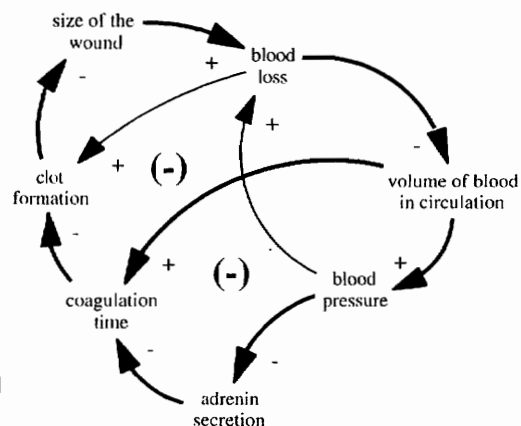 size of the
wound
+
blood
loss
-
+
-
+
(-)
clot
formation
volume of blood
in circulation
-
+
(-)
+
coagulation
time
blood
pressure
-
-
adrenin
secretion